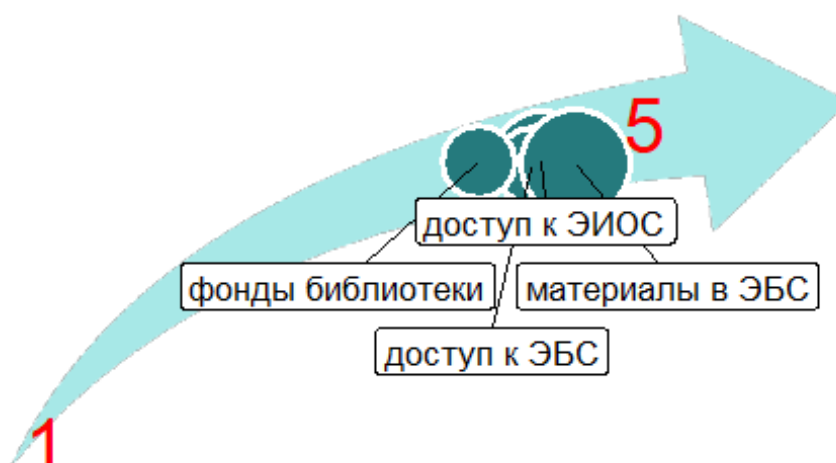 5
доступ к ЭИОС
фонды библиотеки
материалы в ЭБС
доступ к ЭБС
1